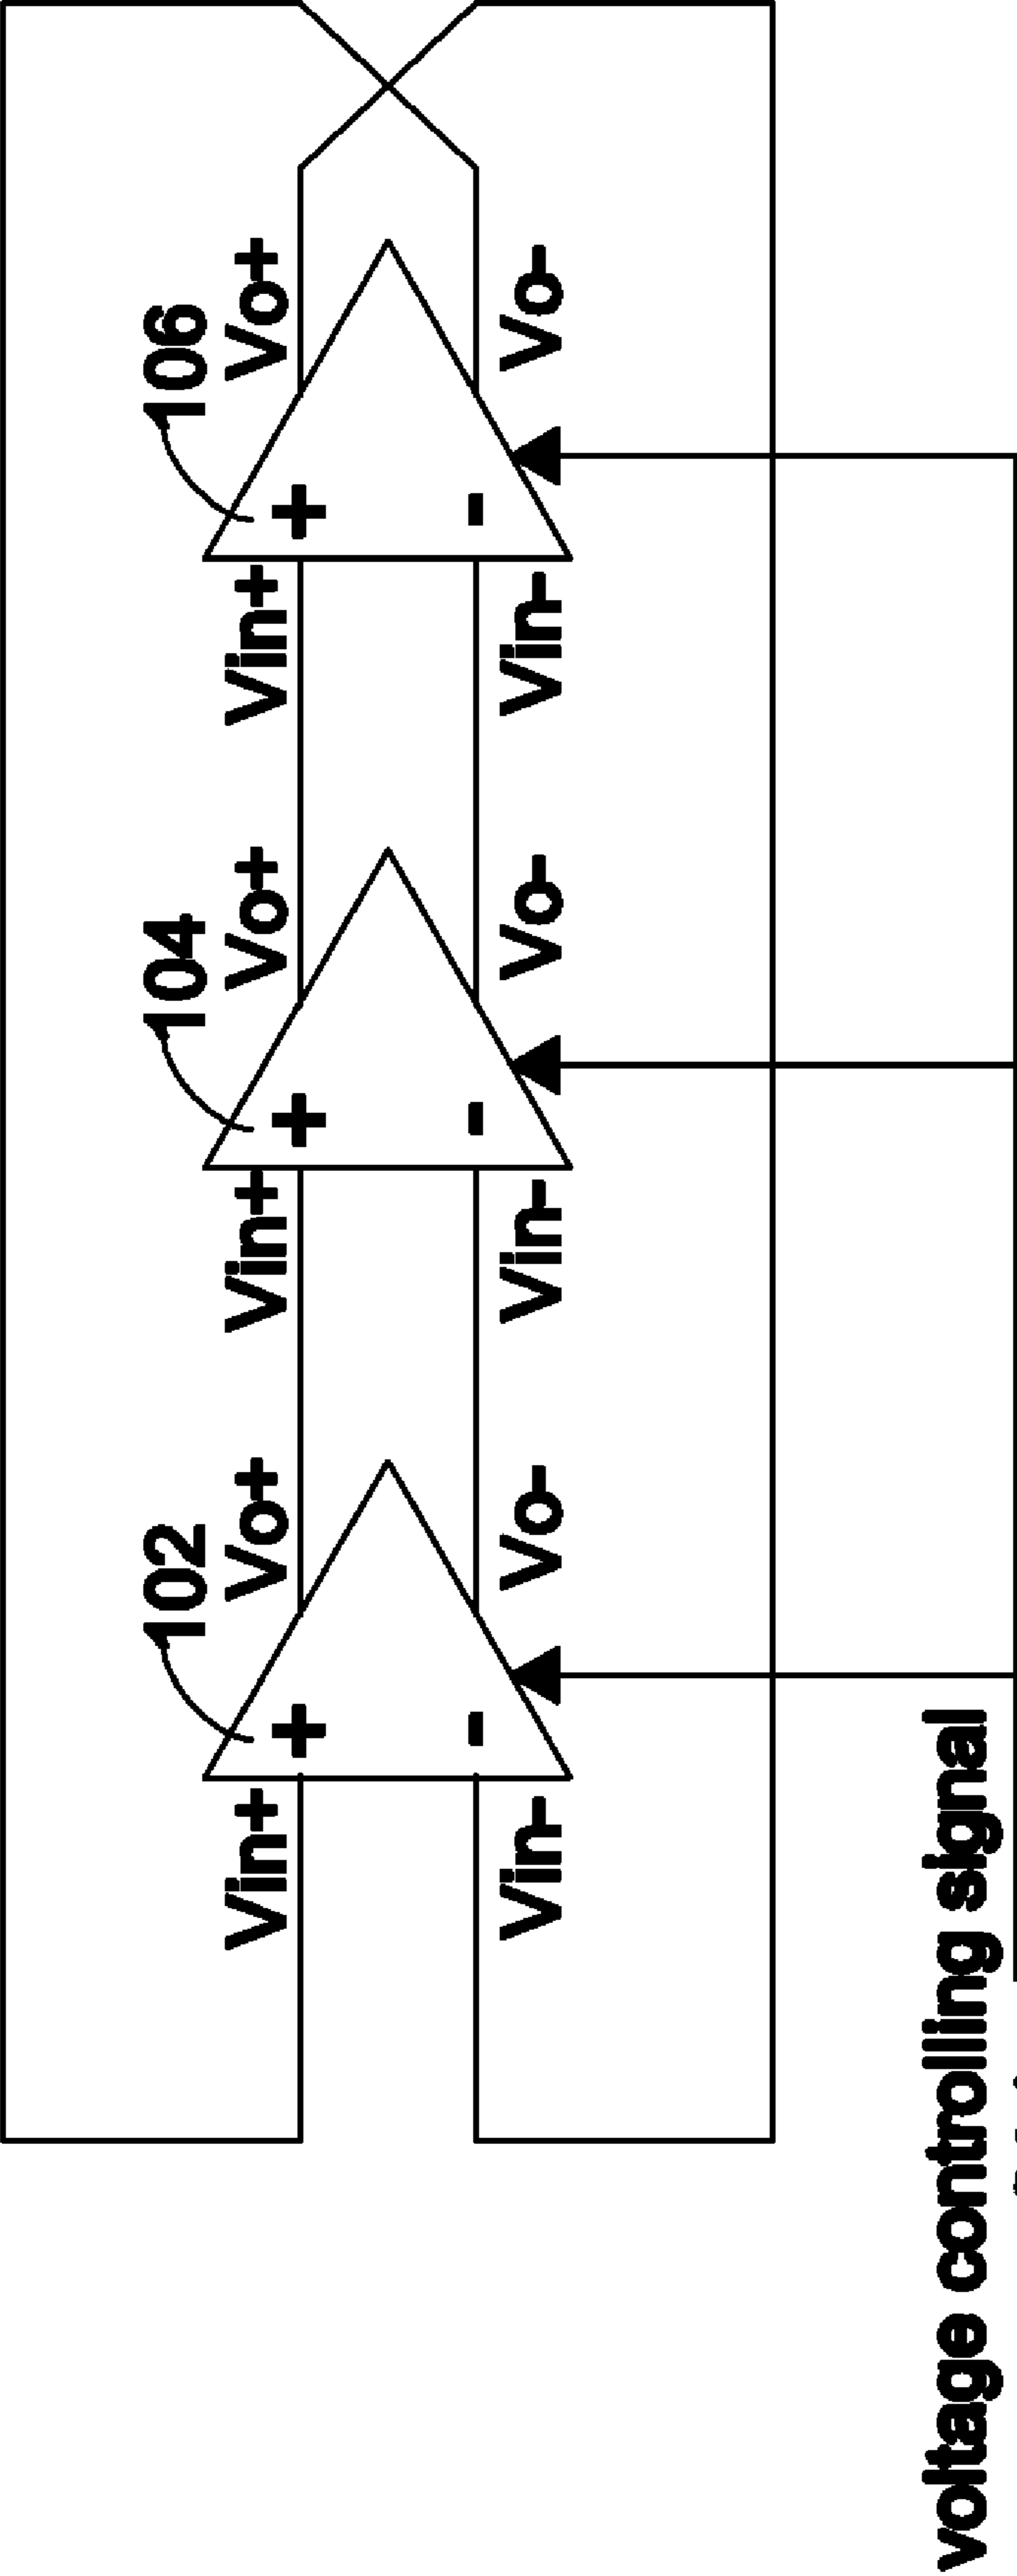 102
104
106
Vin+
Vo+
Vin+
Vo+
Vin+
Vo+
+
+
+
-
-
-
Vin-
Vo-
Vin-
Vo-
Vin-
Vo-
voltage controlling signal